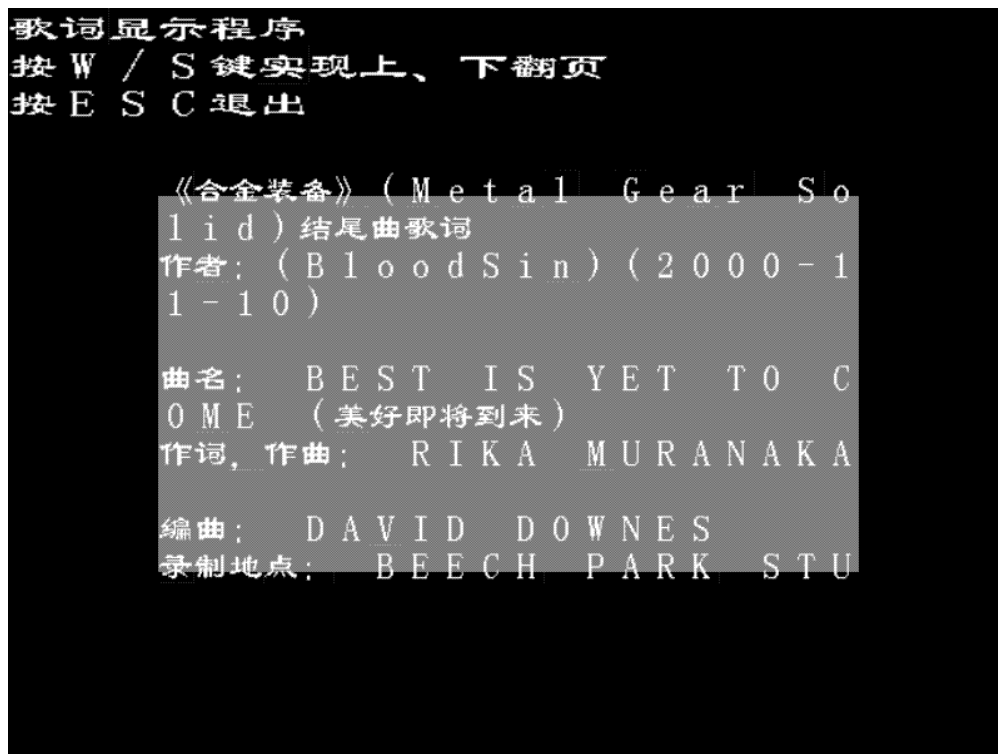 歌词显示程序
按W/S键实现上、下翻页
按ESC退出
《合金装备》(Metal Gear So
lid)结尾曲歌词
作者:(BloodSin)(2000-1
1-10)
曲名: BEST IS YET TO C
OME (美好即将到来)
作词,作曲: RIKA MURANAKA
编曲: DAVID DOWNES
录制地点: BEECH PARK STU